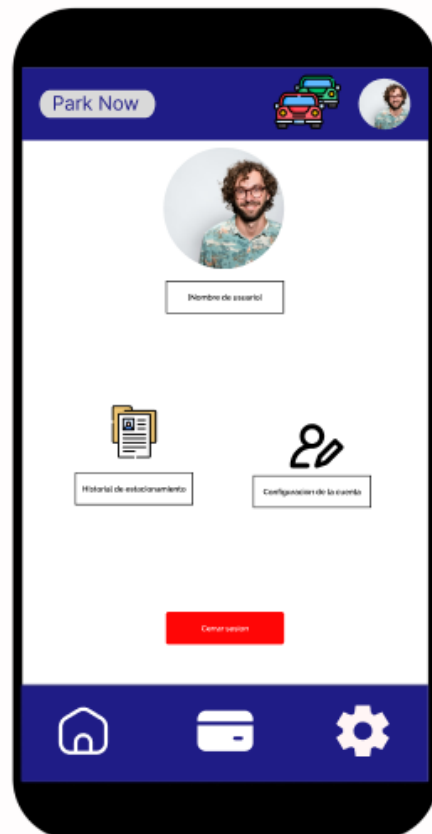 Park Now
[Nombre de usuario]
Historial de estacionamiento
Configuracion de la cuenta
Cerrar sesion